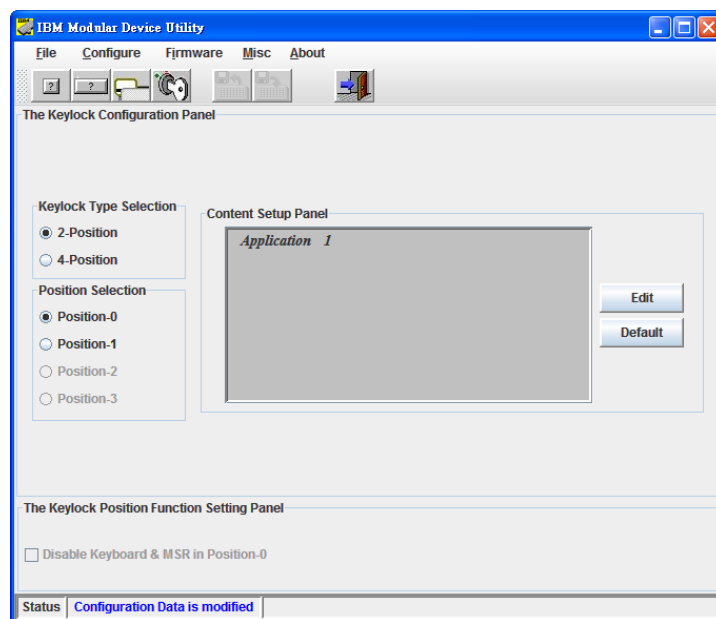 IBM Modular Device Utility
File Configure Firmware Misc About
? ?
The Keylock Configuration Panel
Keylock Type Selection
2-Position
4-Position
Position Selection
Position-0
Position-1
Position-2
Position-3
Content Setup Panel
Application 1
Edit
Default
The Keylock Position Function Setting Panel
Disable Keyboard & MSR in Position-0
Status Configuration Data is modified